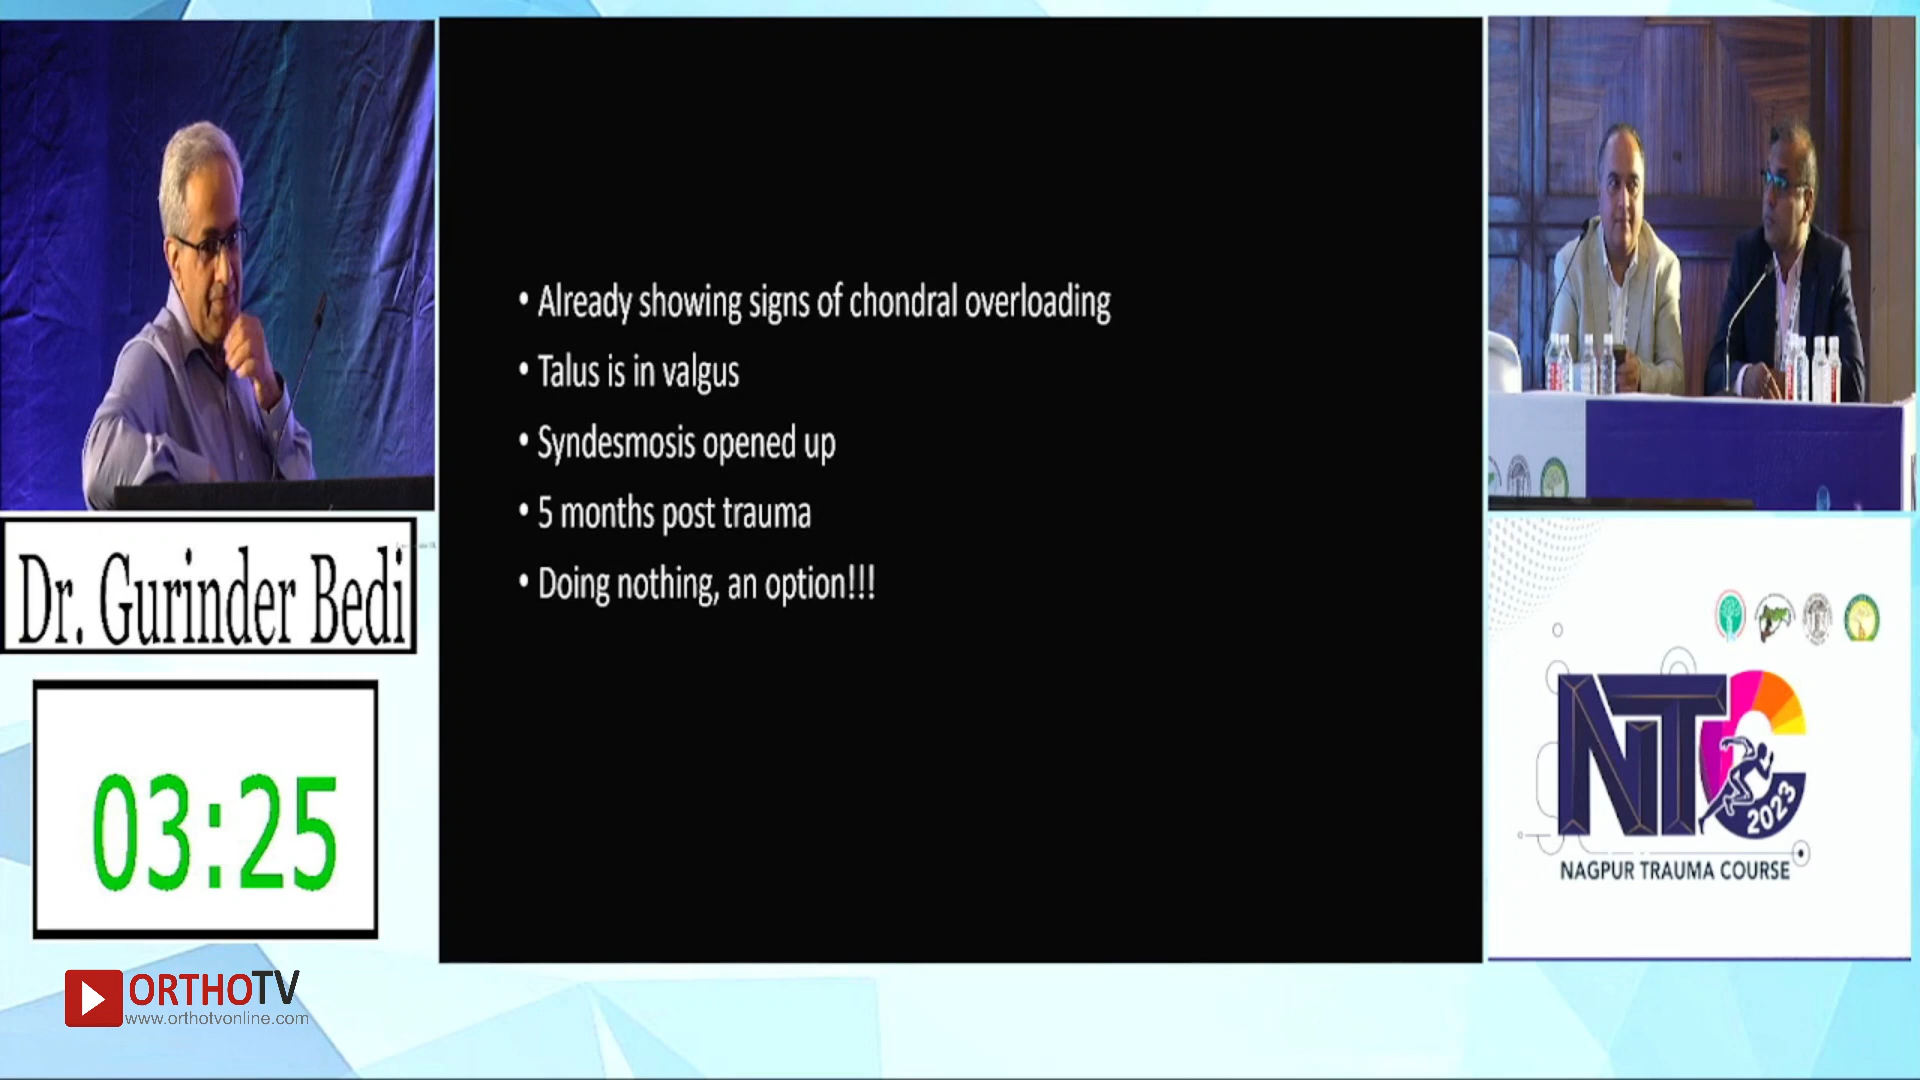 • Already showing signs of chondral overloading
• Talus is in valgus
• Syndesmosis opened up
• 5 months post trauma
• Doing nothing, an option!!!
Dr. Gurinder Bedi
03:25
ORTHOTV
www.orthotvonline.com
NTC
2023
NAGPUR TRAUMA COURSE